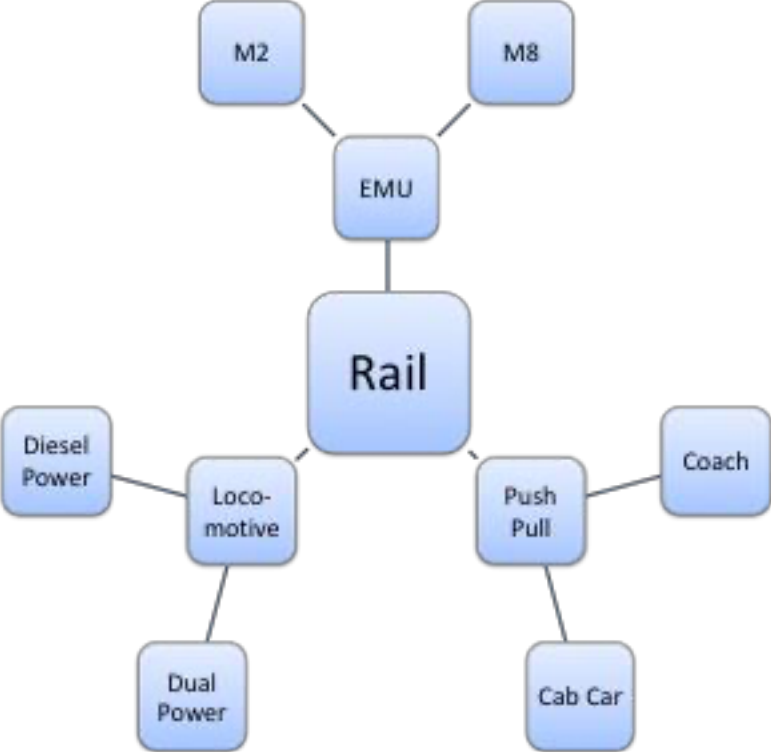 M2
M8
EMU
Rail
Diesel
Power
Loco-
motive
Push
Pull
Coach
Dual
Power
Cab Car